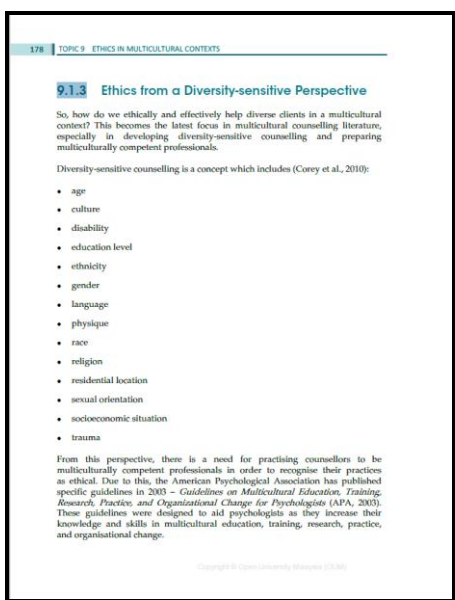 178 TOPIC 9 ETHICS IN MULTICULTURAL CONTEXTS
9.1.3 Ethics from a Diversity-sensitive Perspective
So, how do we ethically and effectively help diverse clients in a multicultural
context? This becomes the latest focus in multicultural counselling literature,
especially in developing diversity-sensitive counselling and preparing
multiculturally competent professionals.
Diversity-sensitive counselling is a concept which includes (Corey et al., 2010):
• age
• culture
• disability
• education level
• ethnicity
• gender
• language
• physique
• race
• religion
• residential location
• sexual orientation
• socioeconomic situation
• trauma
From this perspective, there is a need for practising counsellors to be
multiculturally competent professionals in order to recognise their practices
as ethical. Due to this, the American Psychological Association has published
specific guidelines in 2003 – Guidelines on Multicultural Education, Training,
Research, Practice, and Organizational Change for Psychologists (APA, 2003).
These guidelines were designed to aid psychologists as they increase their
knowledge and skills in multicultural education, training, research, practice,
and organisational change.
Copyright © Open University Malaysia (OUM)